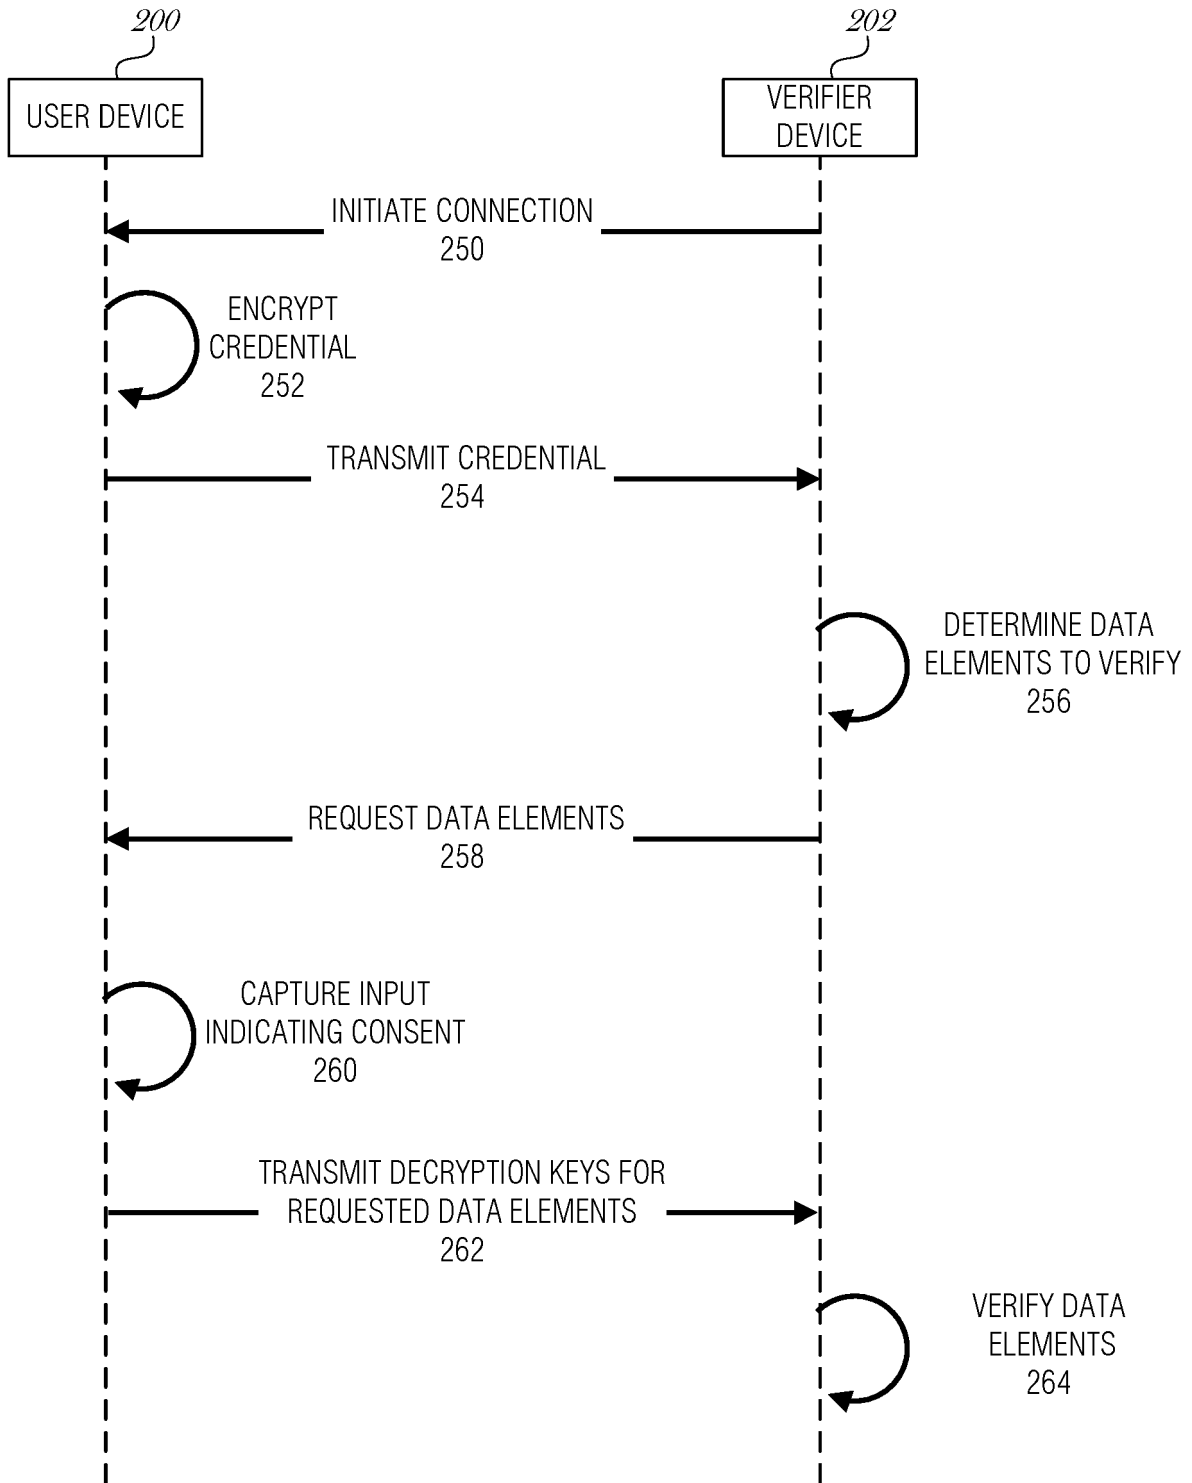 200
202
USER DEVICE
VERIFIER
DEVICE
INITIATE CONNECTION
250
ENCRYPT
CREDENTIAL
252
TRANSMIT CREDENTIAL
254
DETERMINE DATA
ELEMENTS TO VERIFY
256
REQUEST DATA ELEMENTS
258
CAPTURE INPUT
INDICATING CONSENT
260
TRANSMIT DECRYPTION KEYS FOR
REQUESTED DATA ELEMENTS
262
VERIFY DATA
ELEMENTS
264